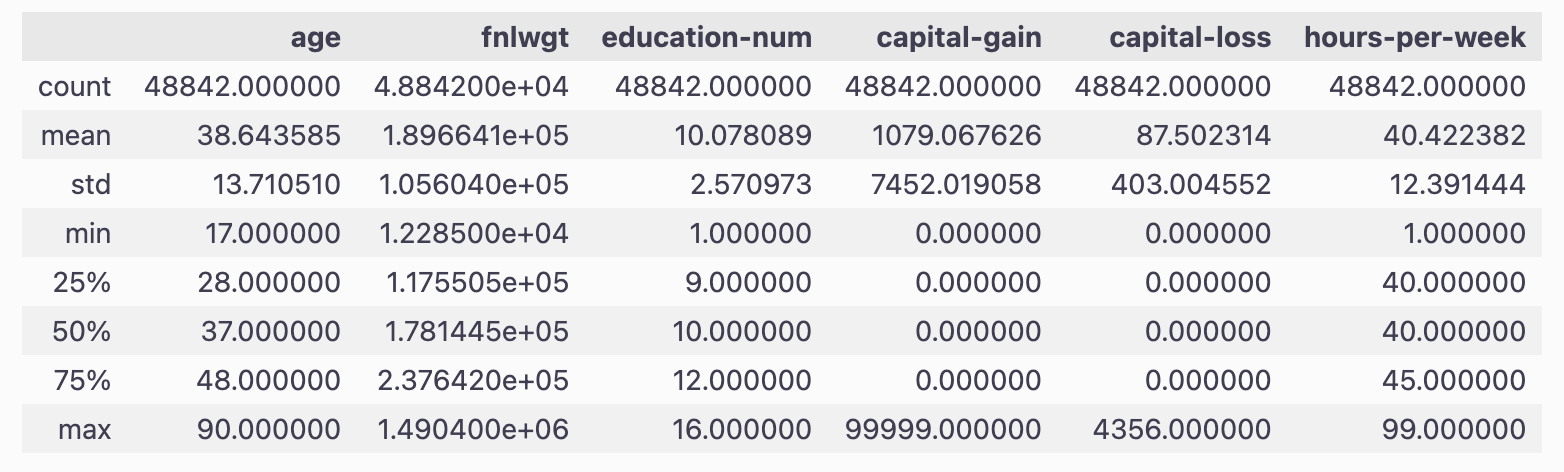 age fnlwgt education-num capital-gain capital-loss hours-per-week
count 48842.000000 4.884200e+04 48842.000000 48842.000000 48842.000000 48842.000000
mean 38.643585 1.896641e+05 10.078089 1079.067626 87.502314 40.422382
std 13.710510 1.056040e+05 2.570973 7452.019058 403.004552 12.391444
min 17.000000 1.228500e+04 1.000000 0.000000 0.000000 1.000000
25% 28.000000 1.175505e+05 9.000000 0.000000 0.000000 40.000000
50% 37.000000 1.781445e+05 10.000000 0.000000 0.000000 40.000000
75% 48.000000 2.376420e+05 12.000000 0.000000 0.000000 45.000000
max 90.000000 1.490400e+06 16.000000 99999.000000 4356.000000 99.000000